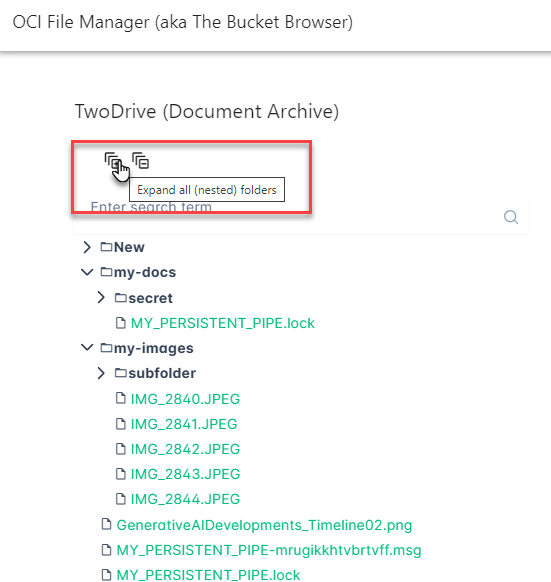 OCI File Manager (aka The Bucket Browser)
TwoDrive (Document Archive)
Expand all (nested) folders
Enter search term
New
my-docs
secret
MY_PERSISTENT_PIPE.lock
my-images
subfolder
IMG_2840.JPEG
IMG_2841.JPEG
IMG_2842.JPEG
IMG_2843.JPEG
IMG_2844.JPEG
GenerativeAIDevelopments_Timeline02.png
MY_PERSISTENT_PIPE-mrugikkhtvbrtvff.msg
MY_PERSISTENT_PIPE.lock